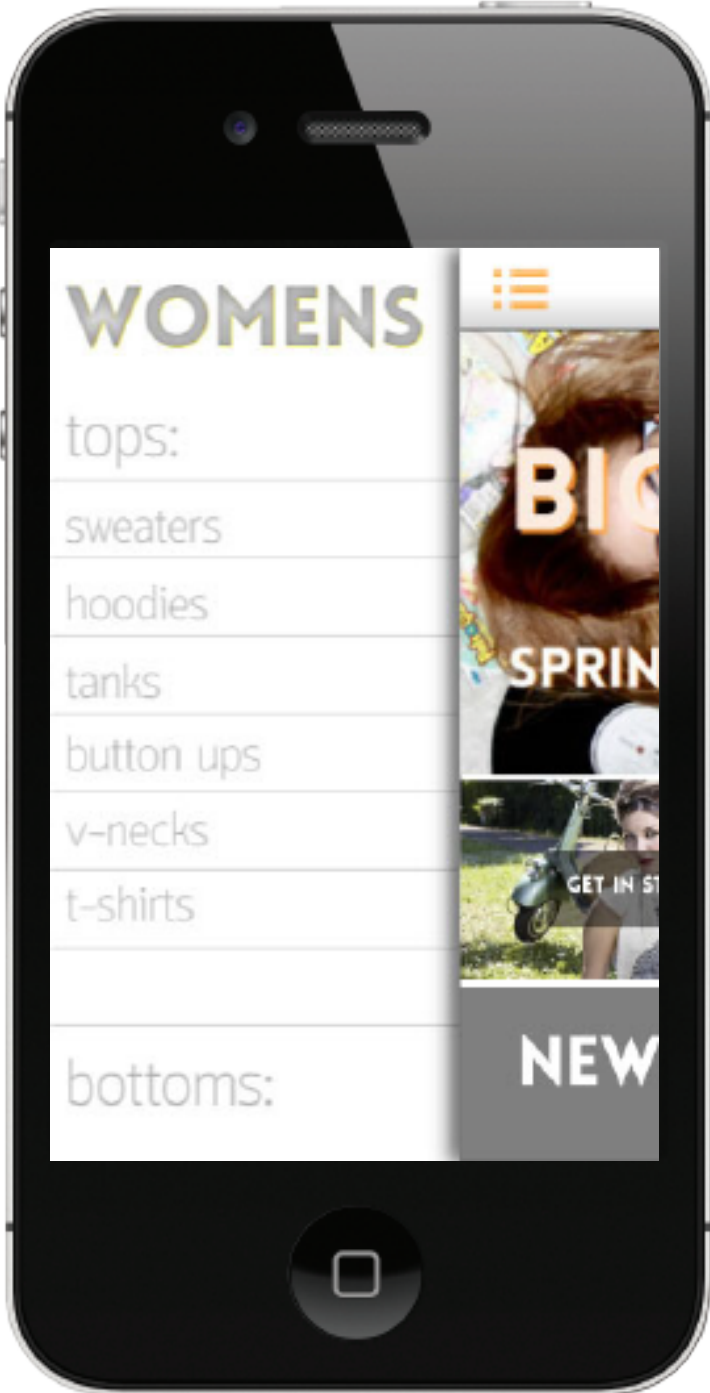 WOMENS
tops:
sweaters
hoodies
tanks
button ups
v-necks
t-shirts
bottoms:
BIG
SPRIN
GET IN ST
NEW